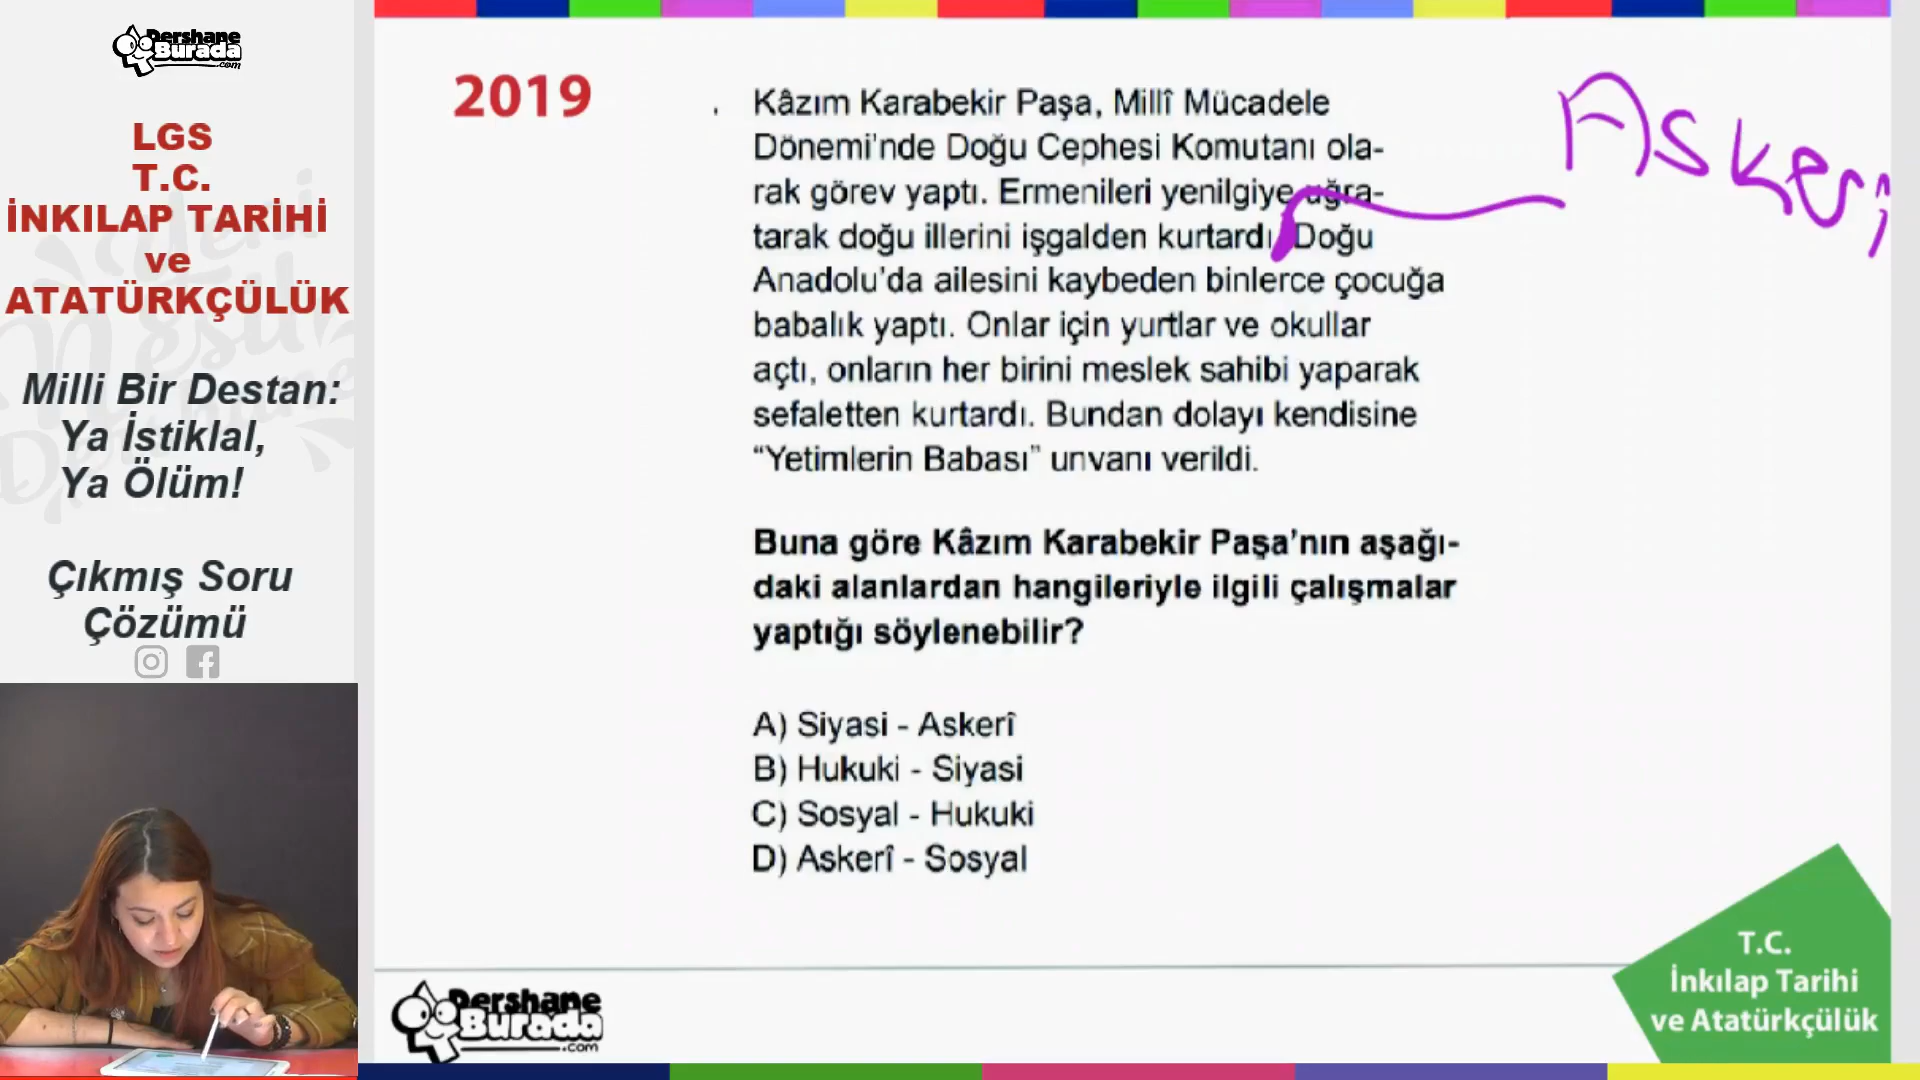 Dershane
Burada
.com
LGS
T.C.
İNKILAP TARİHİ
ve
ATATÜRKÇÜLÜK
Milli Bir Destan:
Ya İstiklal,
Ya Ölüm!
Çıkmış Soru
Çözümü
2019
Kâzım Karabekir Paşa, Millî Mücadele
Dönemi'nde Doğu Cephesi Komutanı ola-
rak görev yaptı. Ermenileri yenilgiye uğra-
tarak doğu illerini işgalden kurtardı. Doğu
Anadolu'da ailesini kaybeden binlerce çocuğa
babalık yaptı. Onlar için yurtlar ve okullar
açtı, onların her birini meslek sahibi yaparak
sefaletten kurtardı. Bundan dolayı kendisine
“Yetimlerin Babası” unvanı verildi.
Askerî
Buna göre Kâzım Karabekir Paşa'nın aşağı-
daki alanlardan hangileriyle ilgili çalışmalar
yaptığı söylenebilir?
A) Siyasi - Askerî
B) Hukuki - Siyasi
C) Sosyal - Hukuki
D) Askerî - Sosyal
Dershane
Burada
.com
T.C.
İnkılap Tarihi
ve Atatürkçülük